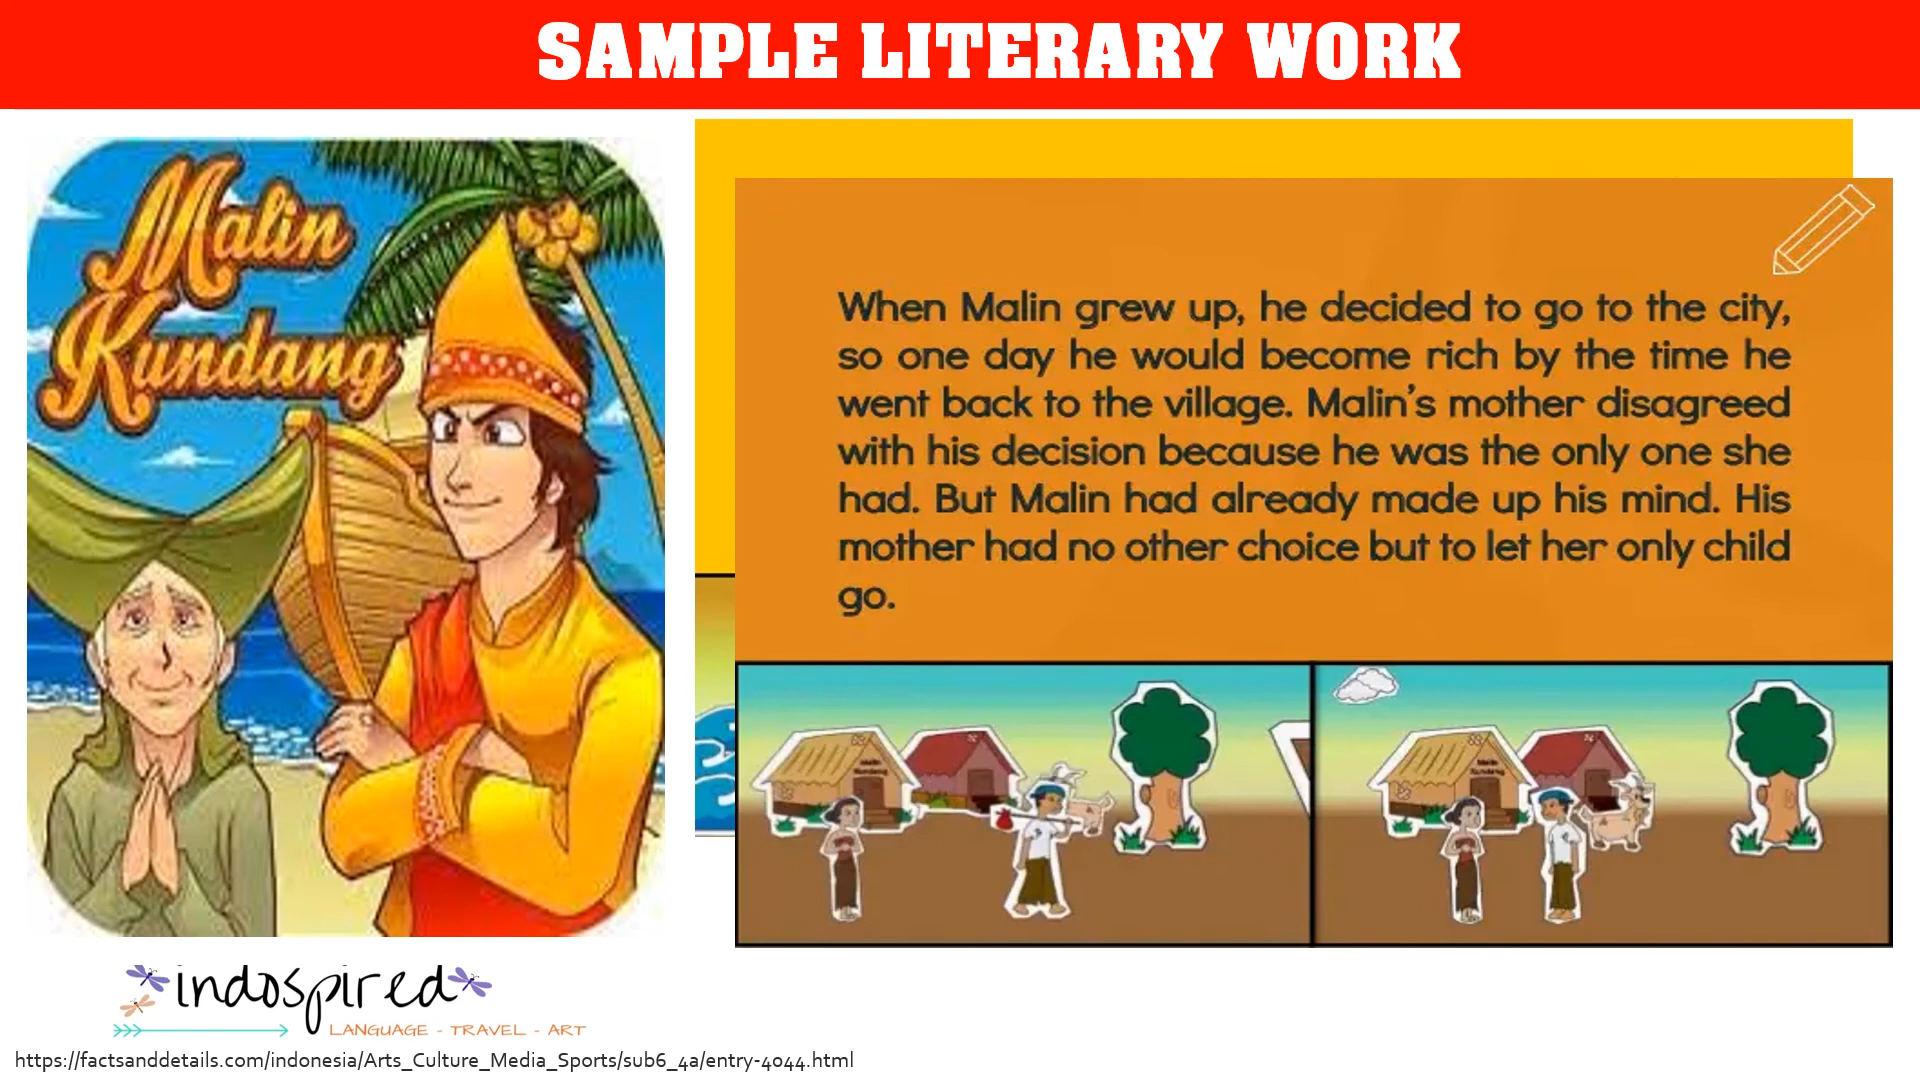 SAMPLE LITERARY WORK
Malin
Kundang
When Malin grew up, he decided to go to the city,
so one day he would become rich by the time he
went back to the village. Malin's mother disagreed
with his decision because he was the only one she
had. But Malin had already made up his mind. His
mother had no other choice but to let her only child
go.
Malin
Kundang
Malin
Kundang
indospired
LANGUAGE - TRAVEL - ART
https://factsanddetails.com/indonesia/Arts_Culture_Media_Sports/sub6_4a/entry-4044.html